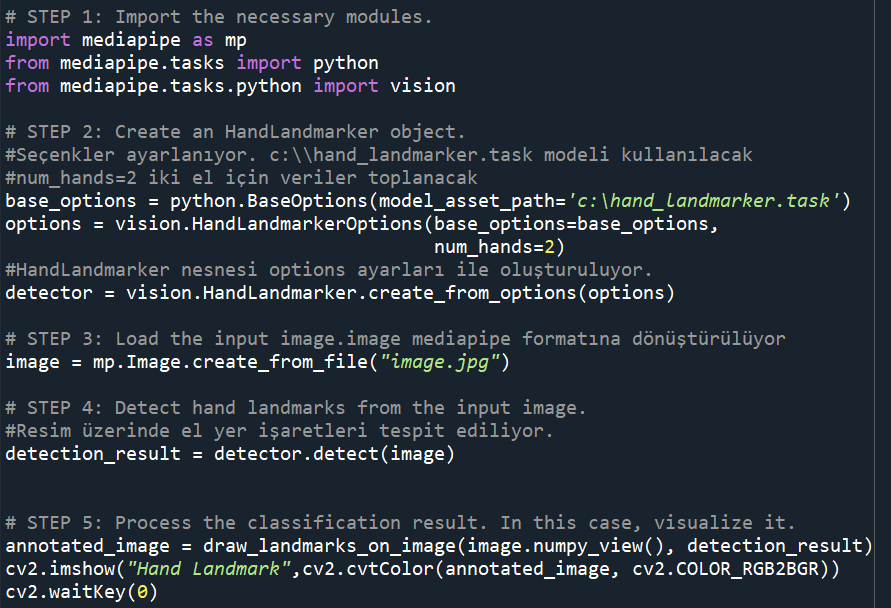 # STEP 1: Import the necessary modules.
import mediapipe as mp
from mediapipe.tasks import python
from mediapipe.tasks.python import vision
# STEP 2: Create an HandLandmarker object.
#Seçenkler ayarlanıyor. c:\\hand_landmarker.task modeli kullanılacak
#num_hands=2 iki el için veriler toplanacak
base_options = python.BaseOptions(model_asset_path='c:\hand_landmarker.task')
options = vision.HandLandmarkerOptions(base_options=base_options,
num_hands=2)
#HandLandmarker nesnesi options ayarları ile oluşturuluyor.
detector = vision.HandLandmarker.create_from_options(options)
# STEP 3: Load the input image.image mediapipe formatına dönüştürülüyor
image = mp.Image.create_from_file("image.jpg")
# STEP 4: Detect hand landmarks from the input image.
#Resim üzerinde el yer işaretleri tespit ediliyor.
detection_result = detector.detect(image)
# STEP 5: Process the classification result. In this case, visualize it.
annotated_image = draw_landmarks_on_image(image.numpy_view(), detection_result)
cv2.imshow("Hand Landmark",cv2.cvtColor(annotated_image, cv2.COLOR_RGB2BGR))
cv2.waitKey(0)